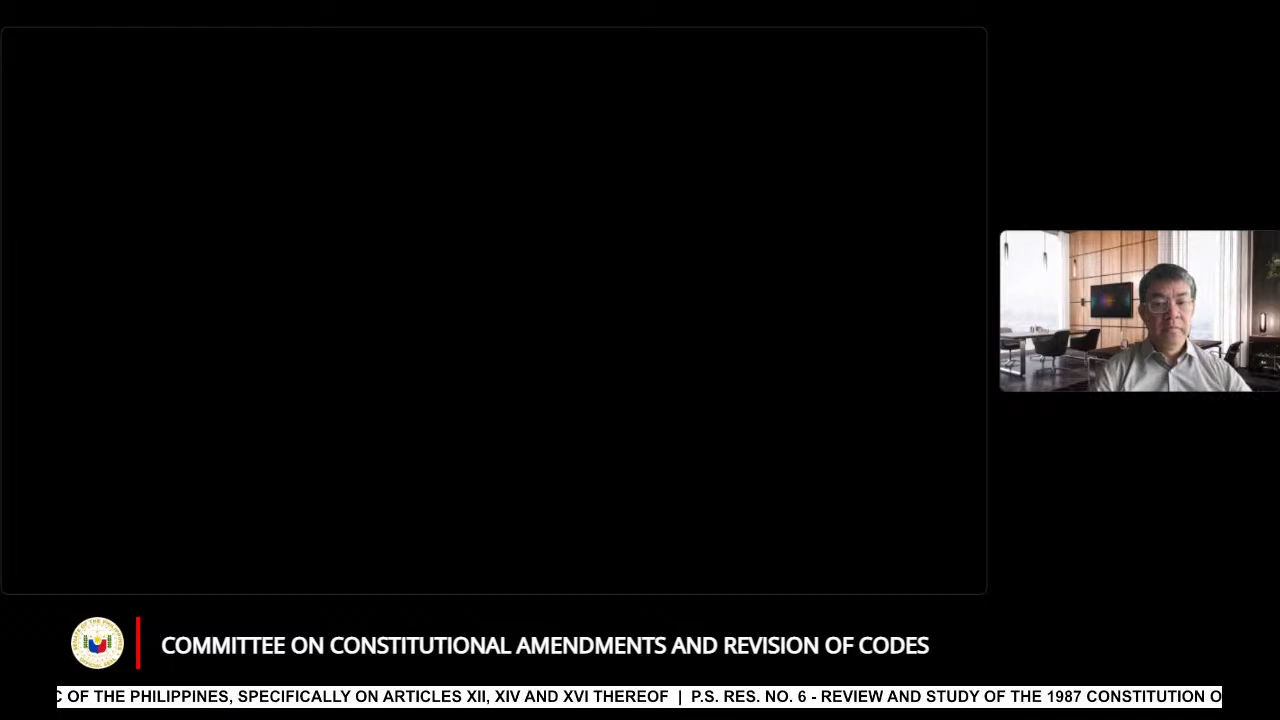 COMMITTEE ON CONSTITUTIONAL AMENDMENTS AND REVISION OF CODES
OF THE PHILIPPINES, SPECIFICALLY ON ARTICLES XII, XIV AND XVI THEREOF | P.S. RES. NO. 6 - REVIEW AND STUDY OF THE 1987 CONSTITUTION O